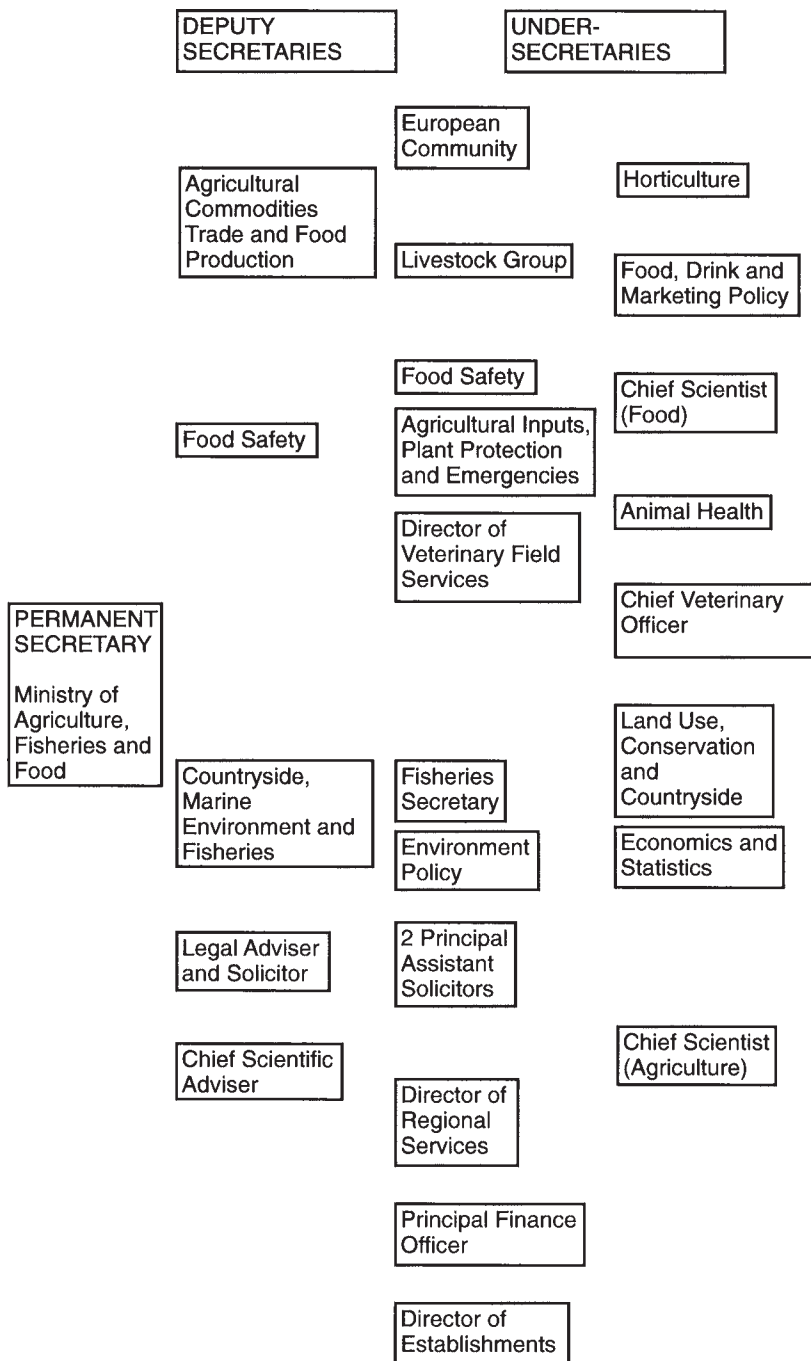 DEPUTY
SECRETARIES
UNDER-
SECRETARIES
European
Community
Agricultural
Commodities
Trade and Food
Production
Horticulture
Livestock Group
Food, Drink and
Marketing Policy
Food Safety
Chief Scientist
(Food)
Food Safety
Agricultural Inputs,
Plant Protection
and Emergencies
Animal Health
Director of
Veterinary Field
Services
Chief Veterinary
Officer
PERMANENT
SECRETARY
Ministry of
Agriculture,
Fisheries and
Food
Land Use,
Conservation
and
Countryside
Countryside,
Marine
Environment and
Fisheries
Fisheries
Secretary
Environment
Policy
Economics and
Statistics
Legal Adviser
and Solicitor
2 Principal
Assistant
Solicitors
Chief Scientific
Adviser
Chief Scientist
(Agriculture)
Director of
Regional
Services
Principal Finance
Officer
Director of
Establishments